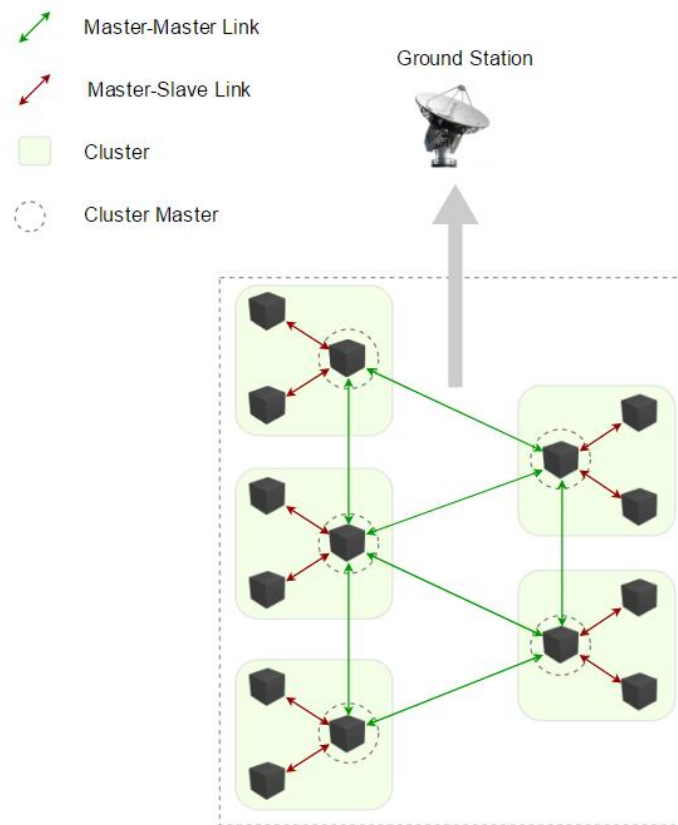 Master-Master Link
Ground Station
Master-Slave Link
Cluster
Cluster Master